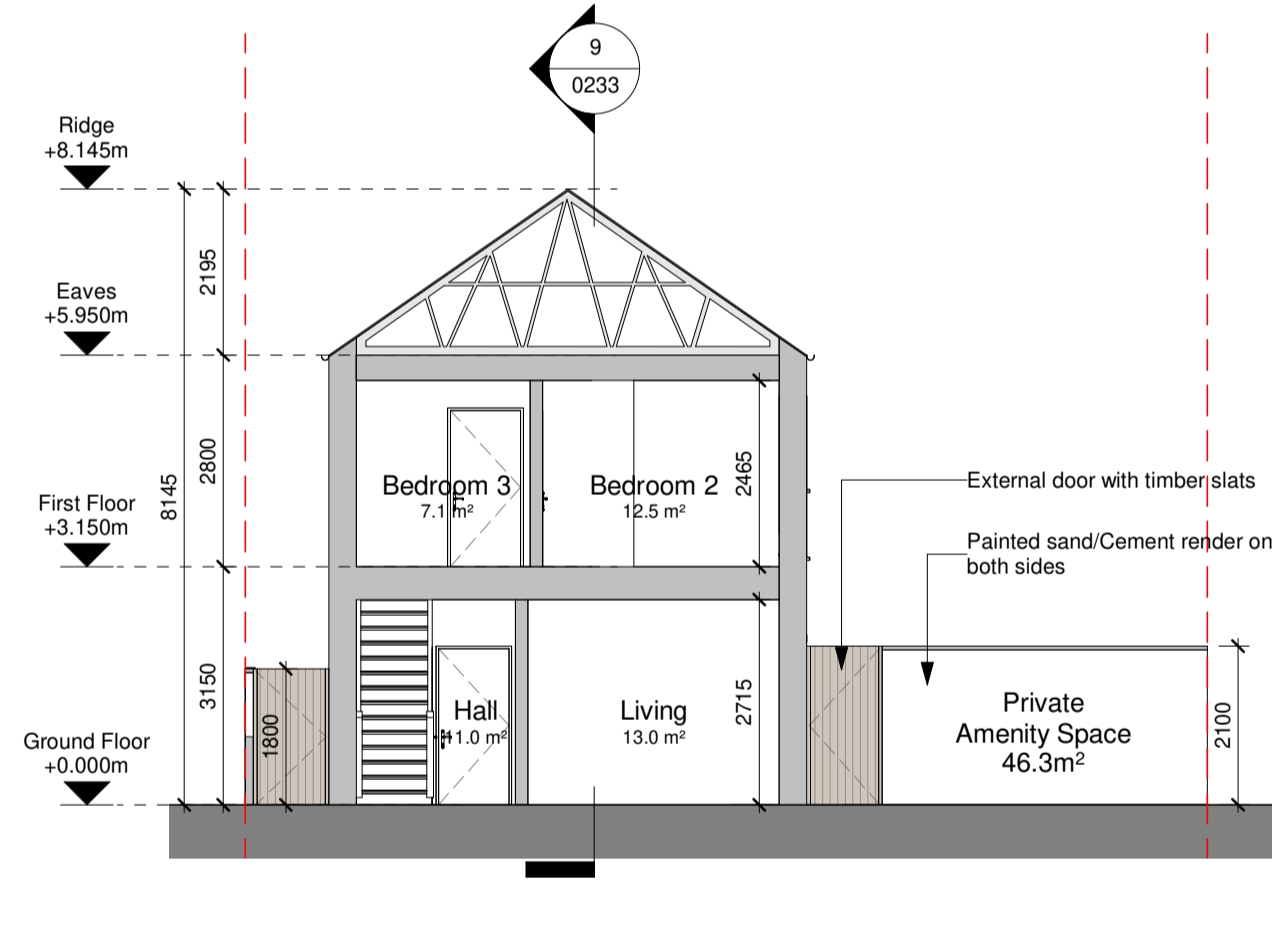 9
0233
Ridge
+8.145m
2195
Eaves
+5.950m
2800
8145
First Floor
+3.150m
Bedroom 3
7.1 m²
Bedroom 2
12.5 m²
2465
External door with timber slats
Painted sand/Cement render on
both sides
3150
Ground Floor
+0.000m
1800
Hall
11.0 m²
Living
13.0 m²
2715
Private
Amenity Space
46.3m²
2100